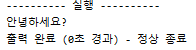 ---------- 실행 ----------
안녕하세요?
출력 완료 (0초 경과) - 정상 종료